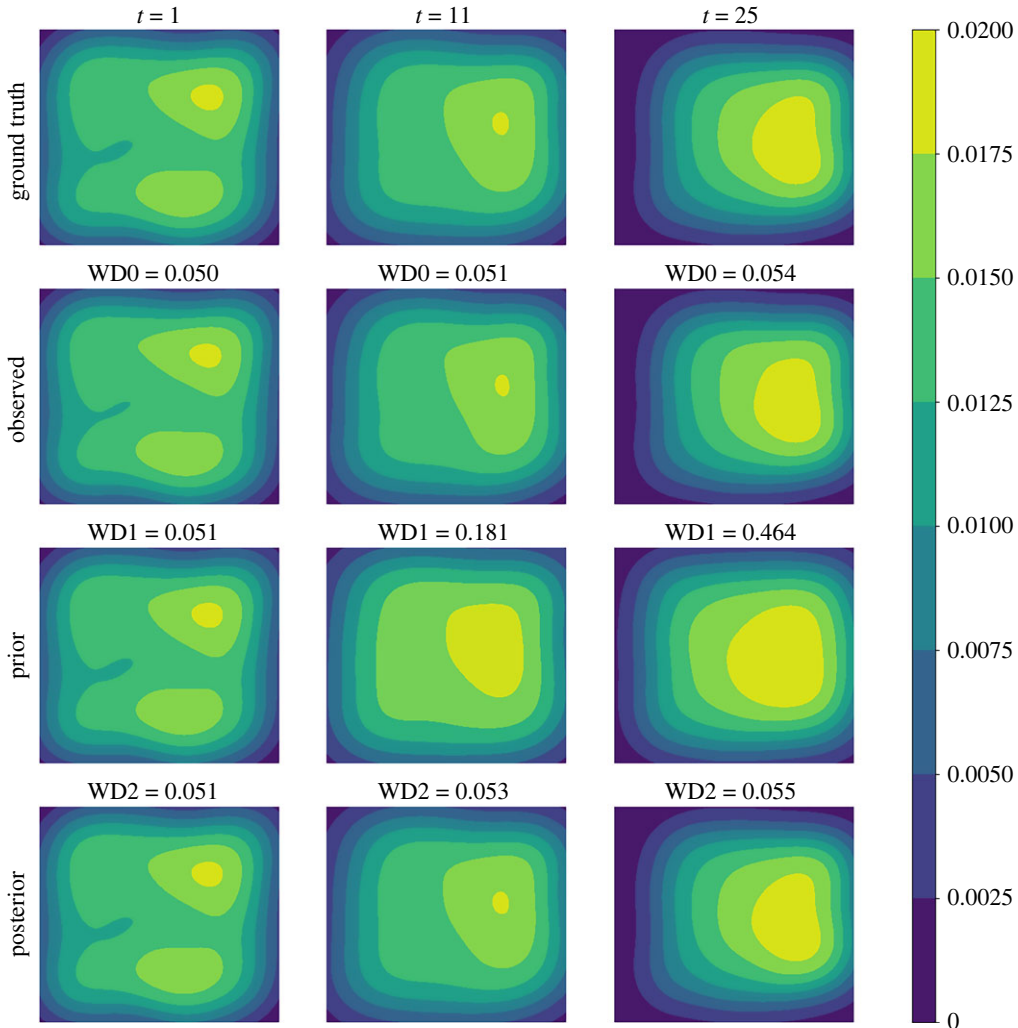 t = 1
t = 11
t = 25
ground truth
WD0 = 0.050
WD0 = 0.051
WD0 = 0.054
observed
WD1 = 0.051
WD1 = 0.181
WD1 = 0.464
prior
WD2 = 0.051
WD2 = 0.053
WD2 = 0.055
posterior
0.0200
0.0175
0.0150
0.0125
0.0100
0.0075
0.0050
0.0025
0